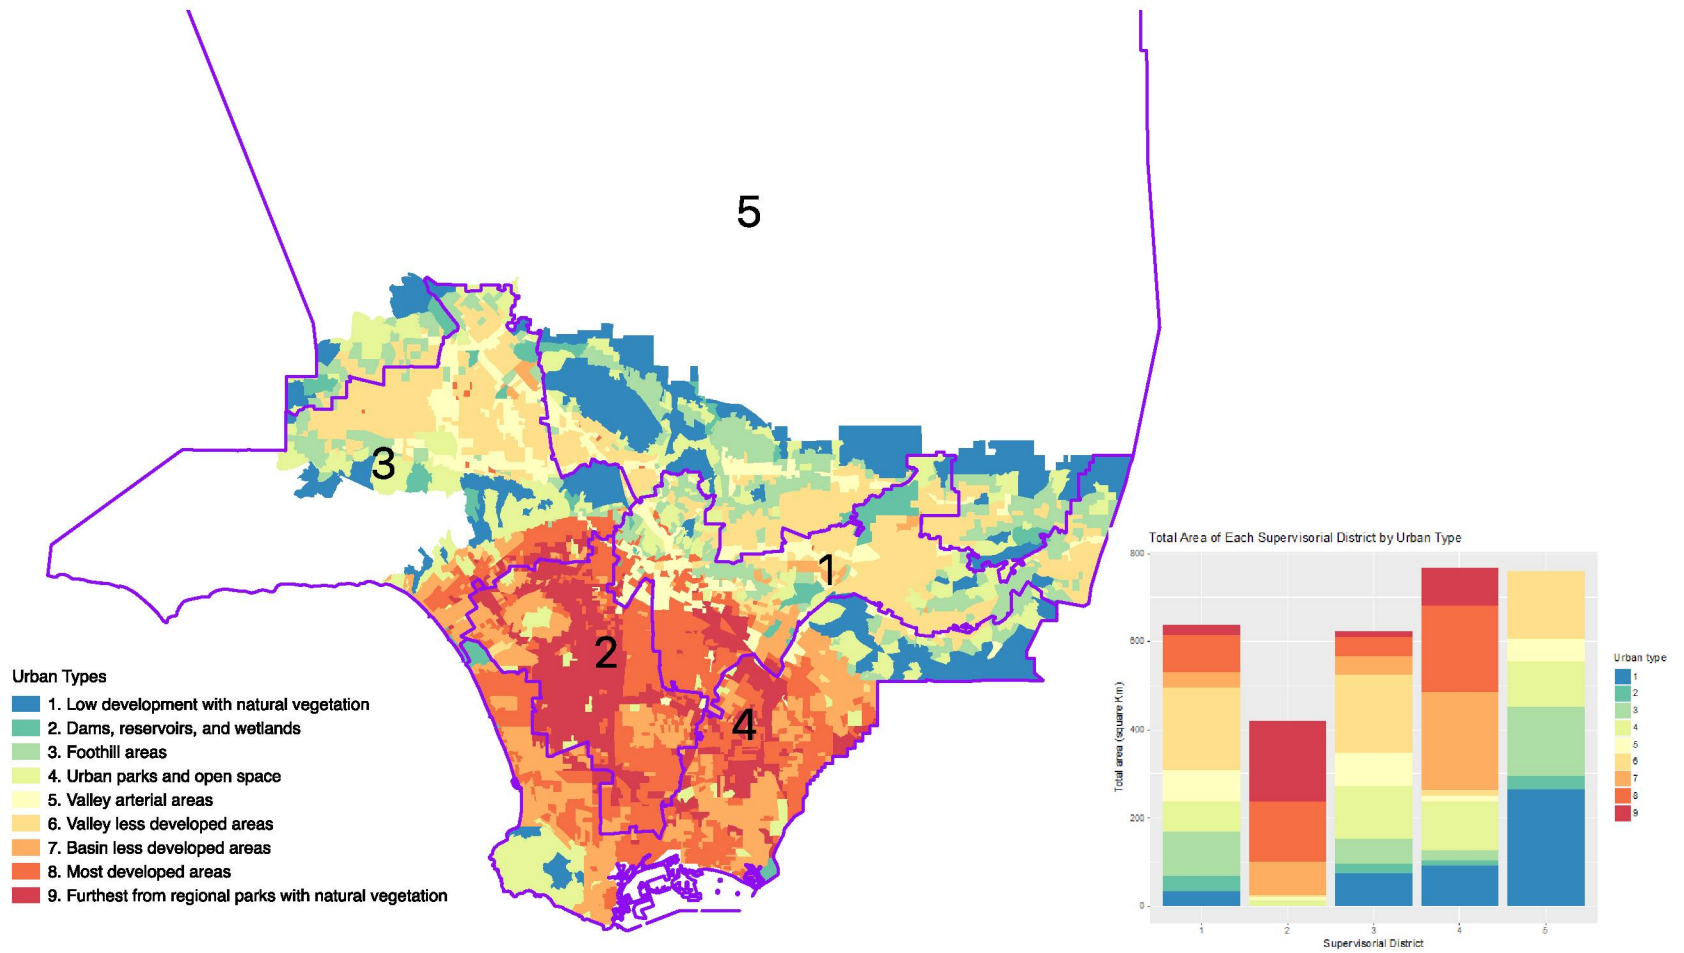 5
3
1
2
4
Urban Types
1. Low development with natural vegetation
2. Dams, reservoirs, and wetlands
3. Foothill areas
4. Urban parks and open space
5. Valley arterial areas
6. Valley less developed areas
7. Basin less developed areas
8. Most developed areas
9. Furthest from regional parks with natural vegetation
Total Area of Each Supervisorial District by Urban Type
800
600
400
200
0
Total area (square Km)
1
2
3
4
5
Supervisorial District
Urban type
1
2
3
4
5
6
7
8
9